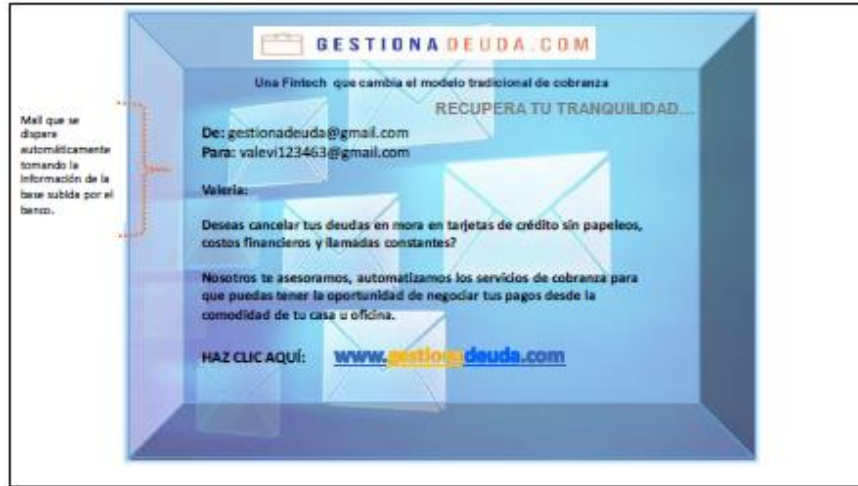 GESTIONADEUDA.COM
Una Fintech que cambia el modelo tradicional de cobranza
RECUPERA TU TRANQUILIDAD...
Mail que se
dispara
automáticamente
tomando la
información de la
base subida por el
banco.
De: gestionadeuda@gmail.com
Para: valevi123463@gmail.com
Valeria:
Deseas cancelar tus deudas en mora en tarjetas de crédito sin papeleos,
costos financieros y llamadas constantes?
Nosotros te asesoramos, automatizamos los servicios de cobranza para
que puedas tener la oportunidad de negociar tus pagos desde la
comodidad de tu casa u oficina.
HAZ CLIC AQUÍ: www.gestionadeuda.com